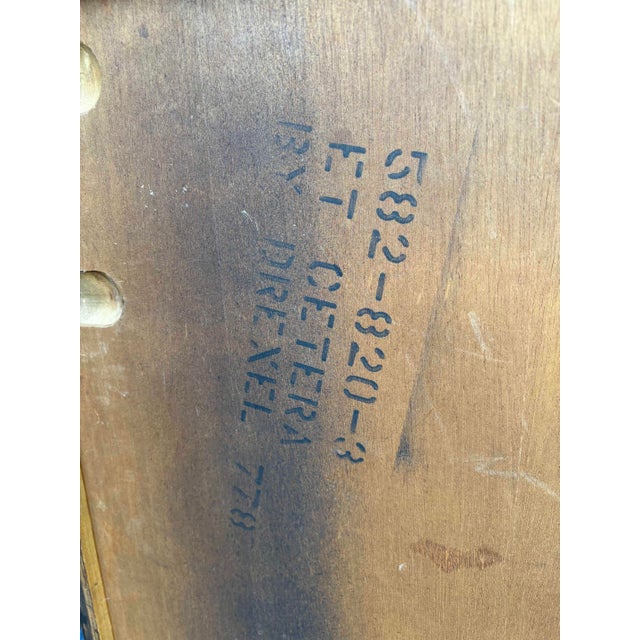 582-820-3
ET CETERA
BY DREXEL 778